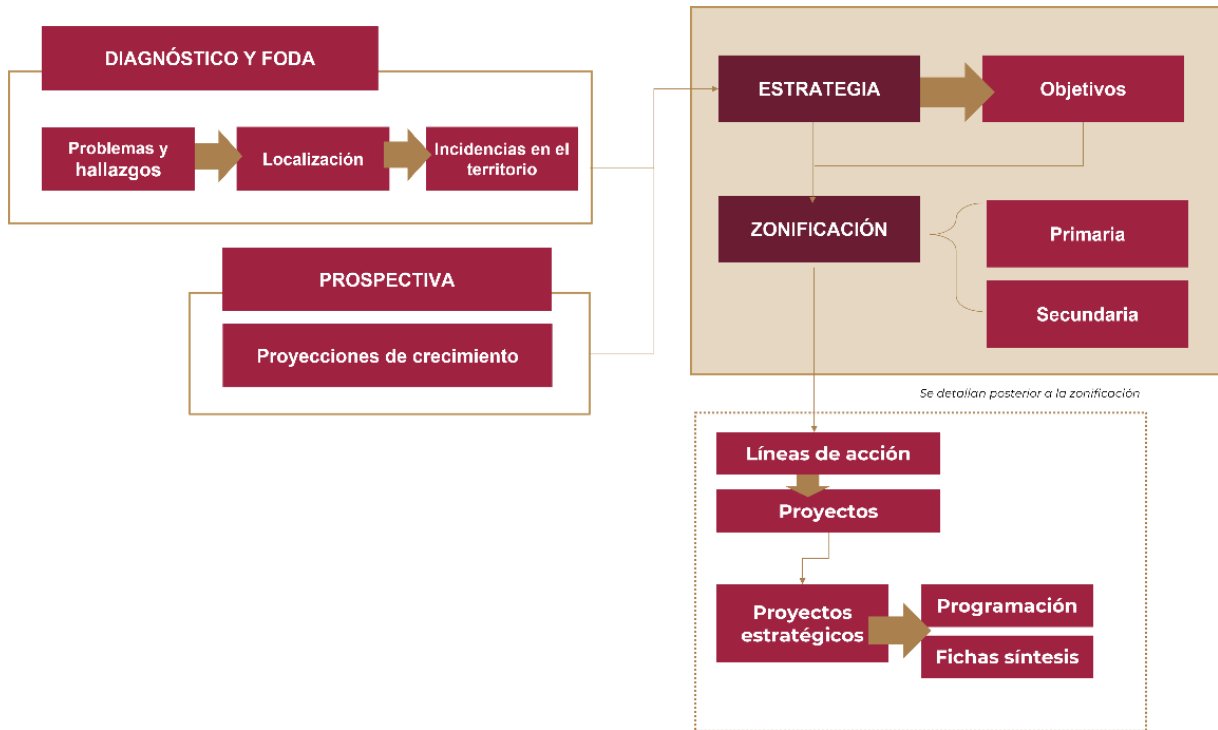 DIAGNÓSTICO Y FODA
Problemas y
hallazgos
Localización
Incidencias en el
territorio
PROSPECTIVA
Proyecciones de crecimiento
ESTRATEGIA
Objetivos
ZONIFICACIÓN
Primaria
Secundaria
Se detallan posterior a la zonificación
Líneas de acción
Proyectos
Proyectos
estratégicos
Programación
Fichas síntesis